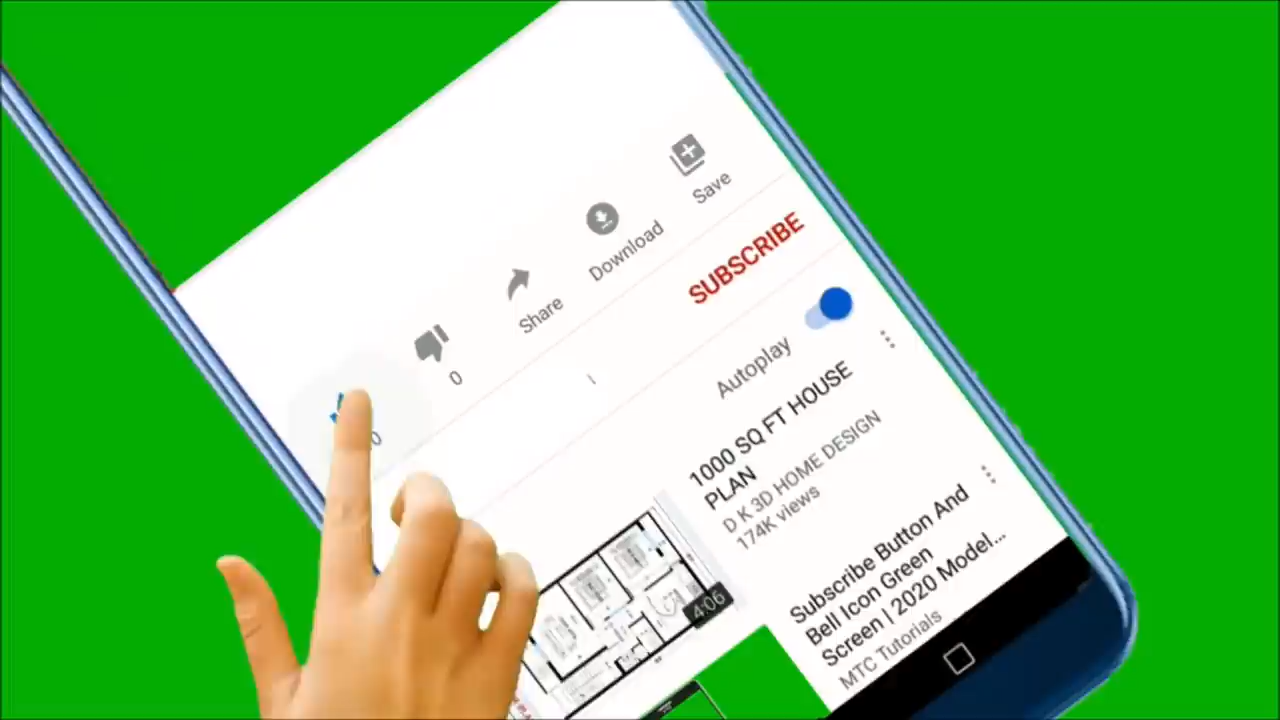 0
0
Share
Download
Save
SUBSCRIBE
Autoplay
1000 SQ FT HOUSE
PLAN
D K 3D HOME DESIGN
174K views
4:06
Subscribe Button And
Bell Icon Green
Screen | 2020 Model...
MTC Tutorials